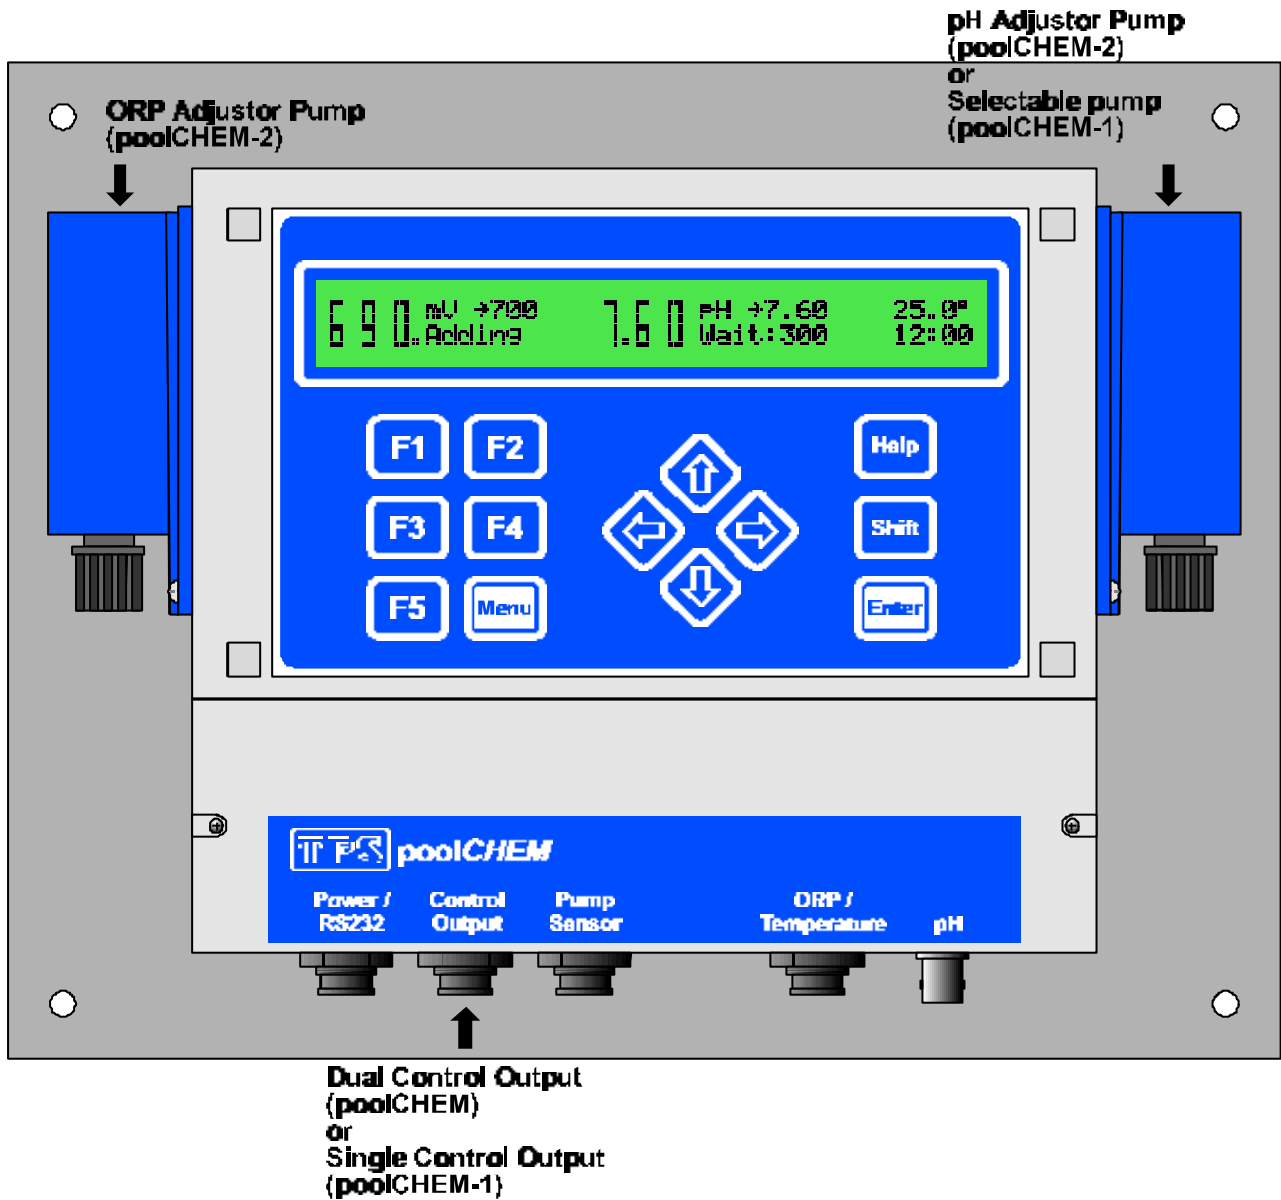 pH Adjustor Pump
(poolCHEM-2)
or
Selectable pump
(poolCHEM-1)
ORP Adjustor Pump
(poolCHEM-2)
690. mV →700 7.60 pH →7.60 25.0°
Adding Wait:300 12:00
F1 F2 Help
F3 F4 Shift
F5 Menu Enter
TPS poolCHEM
Power / Control Pump ORP /
RS232 Output Sensor Temperature pH
Dual Control Output
(poolCHEM)
or
Single Control Output
(poolCHEM-1)